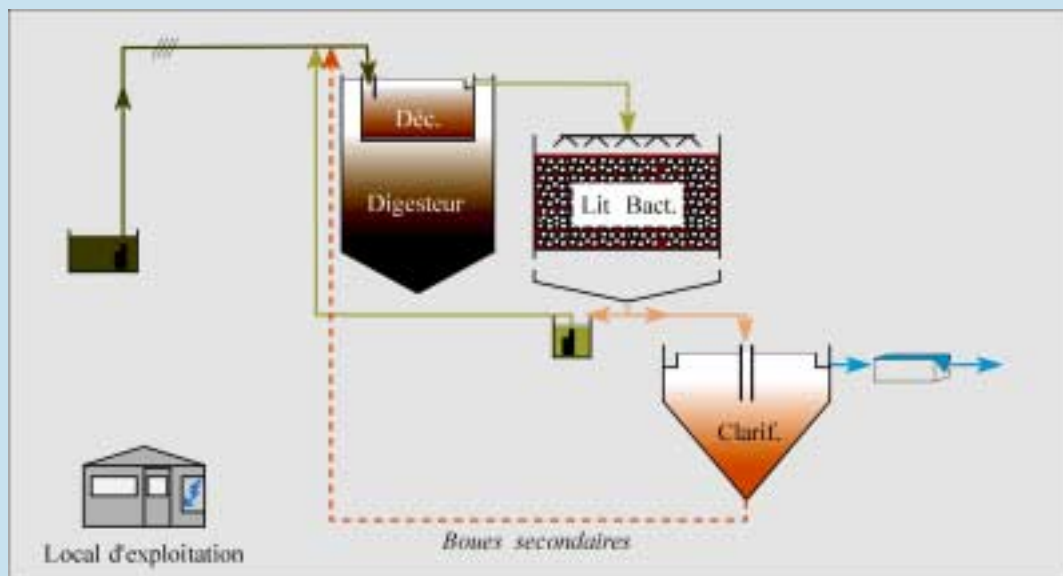 Déc.
Digesteur
Lit Bact.
Clarif.
Boues secondaires
Local d'exploitation